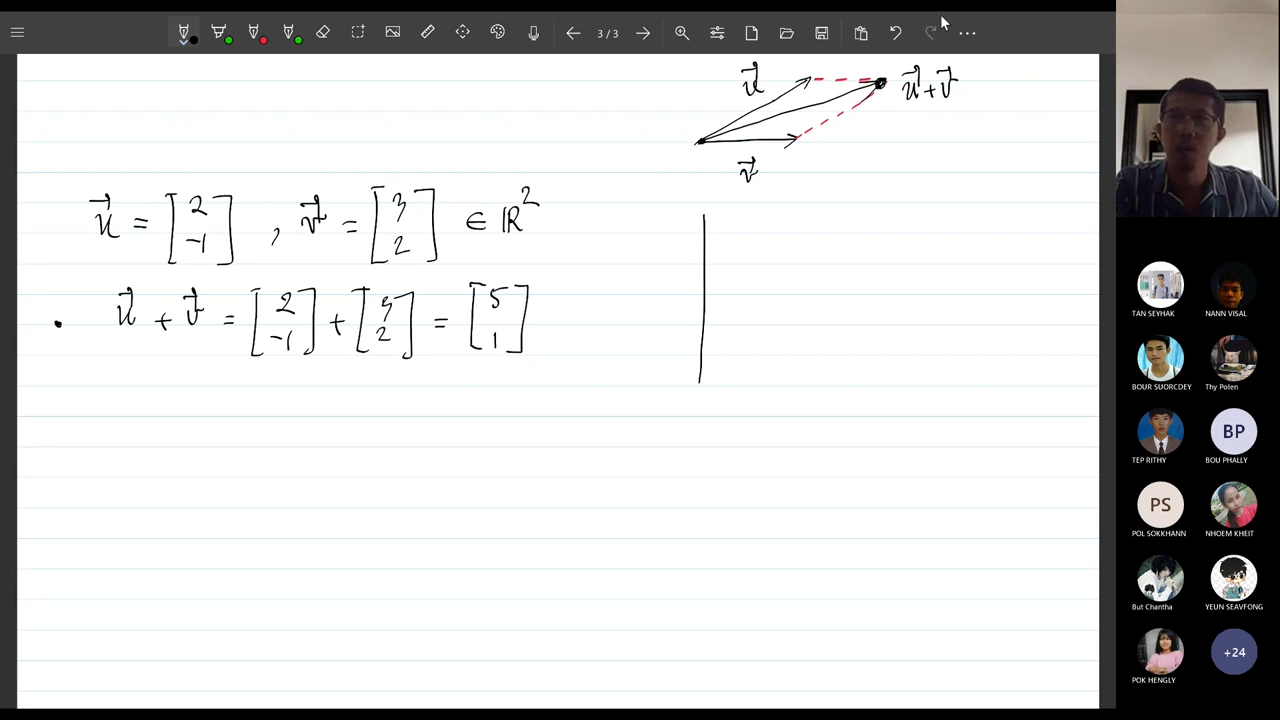 3 / 3
u⃗
u⃗ + v⃗
v⃗
u⃗ = [2 -1] , v⃗ = [3 2] ∈ ℝ²
• u⃗ + v⃗ = [2 -1] + [3 2] = [5 1]
TAN SEYHAK NANN VISAL
BOUR SUORCDEY Thy Polen
BP
TEP RITHY BOU PHALLY
PS
POL SOKKHANN NHOEM KHEIT
But Chantha YEUN SEAVFONG
+24
POK HENGLY